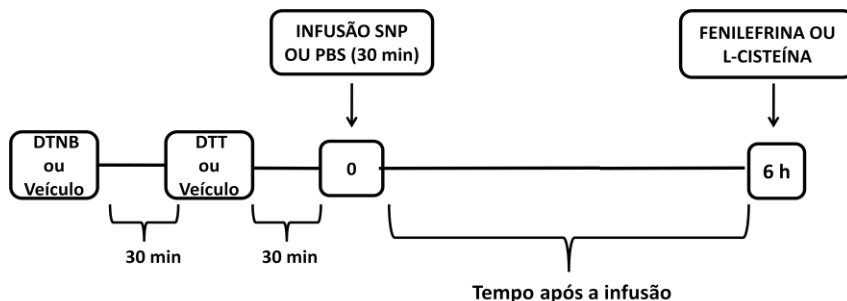 INFUSÃO SNP
OU PBS (30 min)
FENILEFRINA OU
L-CISTEÍNA
DTNB
ou
Veículo
DTT
ou
Veículo
0
6 h
30 min
30 min
Tempo após a infusão